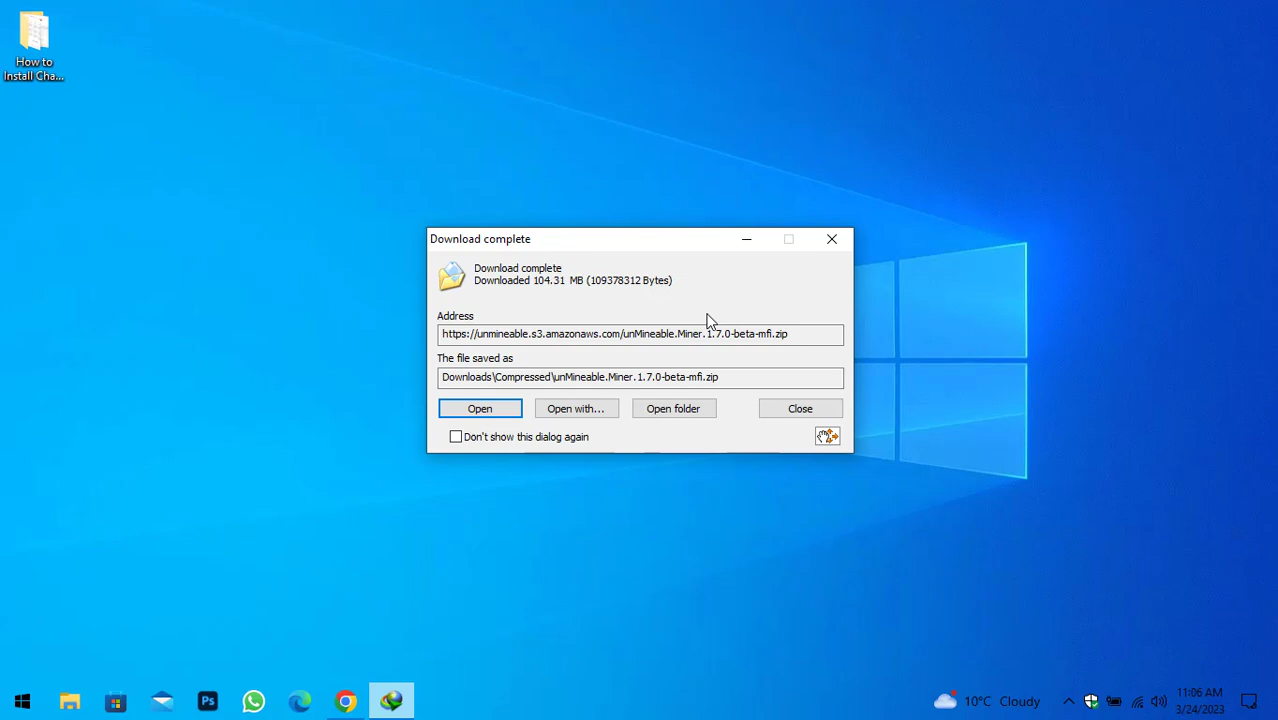 How to
Install Cha...
Download complete
Download complete
Downloaded 104.31 MB (109378312 Bytes)
Address
https://unmineable.s3.amazonaws.com/unMineable.Miner.1.7.0-beta-mfi.zip
The file saved as
Downloads\Compressed\unMineable.Miner.1.7.0-beta-mfi.zip
Open
Open with...
Open folder
Close
Don't show this dialog again
Ps
10°C Cloudy
11:06 AM
3/24/2023